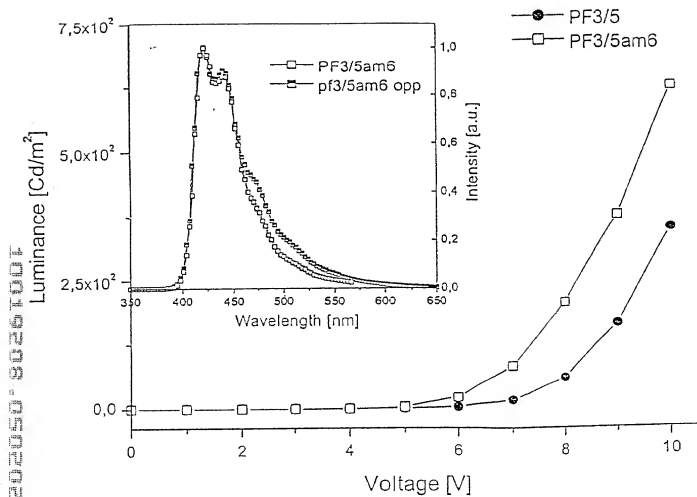 PF3/5
PF3/5am6
7,5x10²
5,0x10²
2,5x10²
0,0
Luminance [Cd/m²]
PF3/5am6
pf3/5am6 opp
1,0
0,8
0,6
0,4
0,2
0,0
Intensity [a.u.]
350 400 450 500 550 600 650
Wavelength [nm]
0 2 4 6 8 10
Voltage [V]